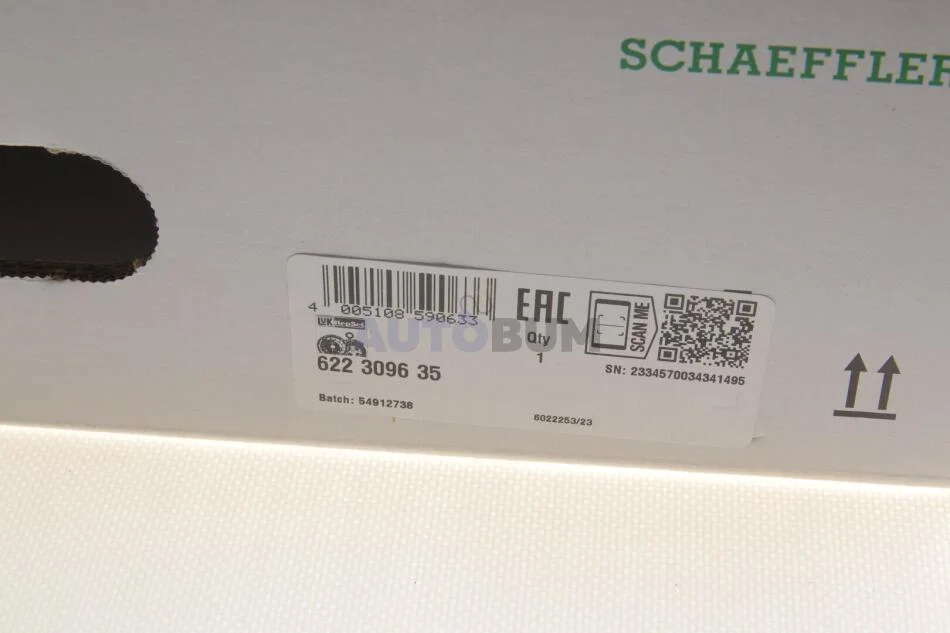 SCHAEFFLER
4 005108 590633
EAC
SCAN ME
LuK RepSet
AUTOBUM
Qty
1
622 3096 35
SN: 2334570034341495
Batch: 54912738
6022253/23